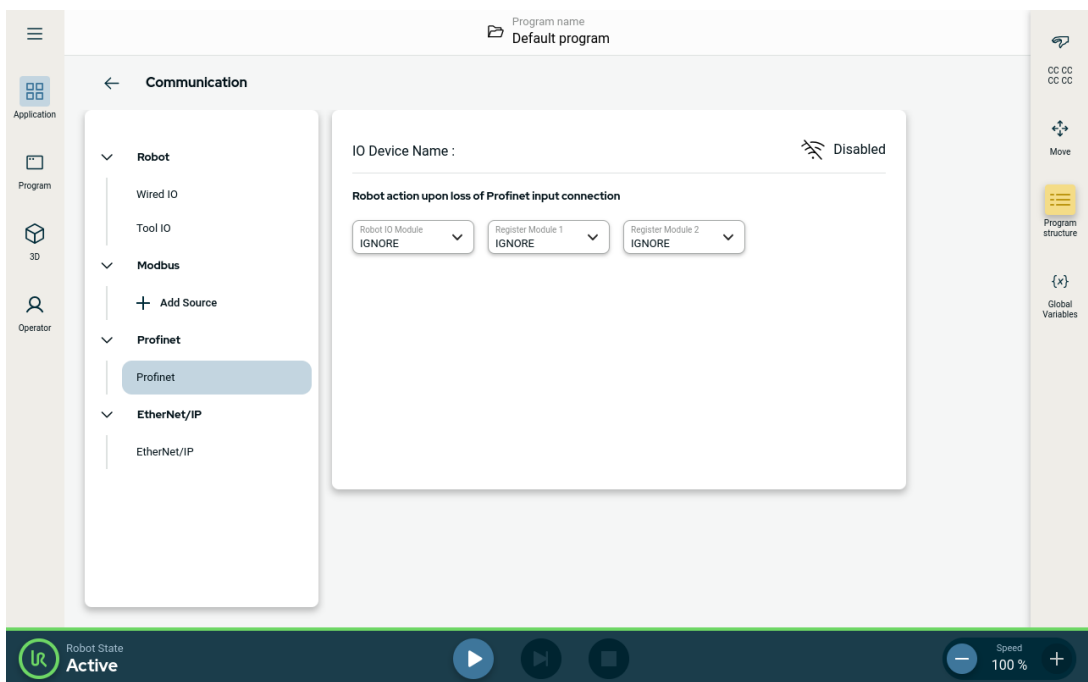 Program name
Default program
Application
Program
3D
Operator
Communication
Robot
Wired IO
Tool IO
Modbus
Add Source
Profinet
Profinet
EtherNet/IP
EtherNet/IP
IO Device Name :
Disabled
Robot action upon loss of Profinet input connection
Robot IO Module
IGNORE
Register Module 1
IGNORE
Register Module 2
IGNORE
CC CC
CC CC
Move
Program
structure
{x}
Global
Variables
UR
Robot State
Active
Speed
100 %